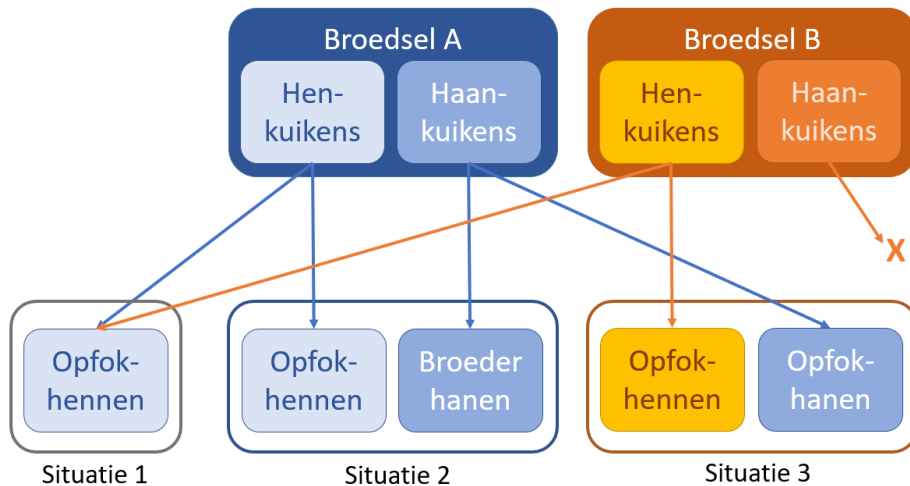 Broedsel A
Broedsel B
Hen-
kuikens
Haan-
kuikens
Hen-
kuikens
Haan-
kuikens
X
Opfok-
hennen
Opfok-
hennen
Broeder
hanen
Opfok-
hennen
Opfok-
hanen
Situatie 1
Situatie 2
Situatie 3